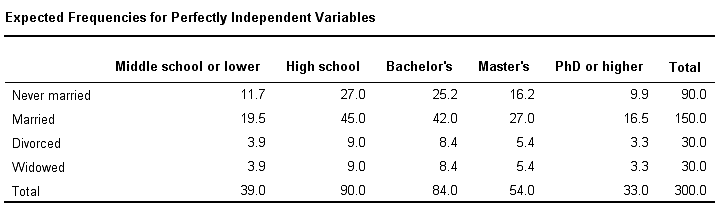 Expected Frequencies for Perfectly Independent Variables
Middle school or lower High school Bachelor's Master's PhD or higher Total
Never married 11.7 27.0 25.2 16.2 9.9 90.0
Married 19.5 45.0 42.0 27.0 16.5 150.0
Divorced 3.9 9.0 8.4 5.4 3.3 30.0
Widowed 3.9 9.0 8.4 5.4 3.3 30.0
Total 39.0 90.0 84.0 54.0 33.0 300.0